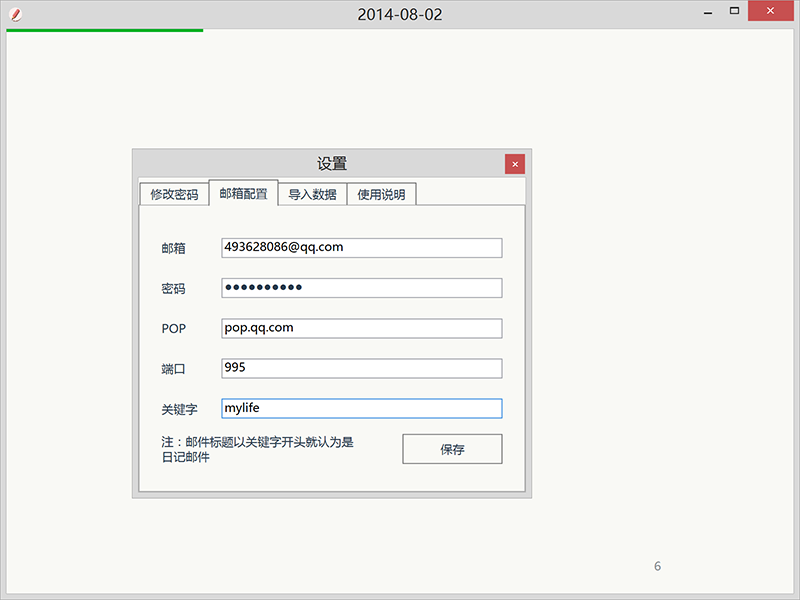 2014-08-02
设置
修改密码 邮箱配置 导入数据 使用说明
邮箱 493628086@qq.com
密码 ●●●●●●●●●●
POP pop.qq.com
端口 995
关键字 mylife
注：邮件标题以关键字开头就认为是
日记邮件
保存
6